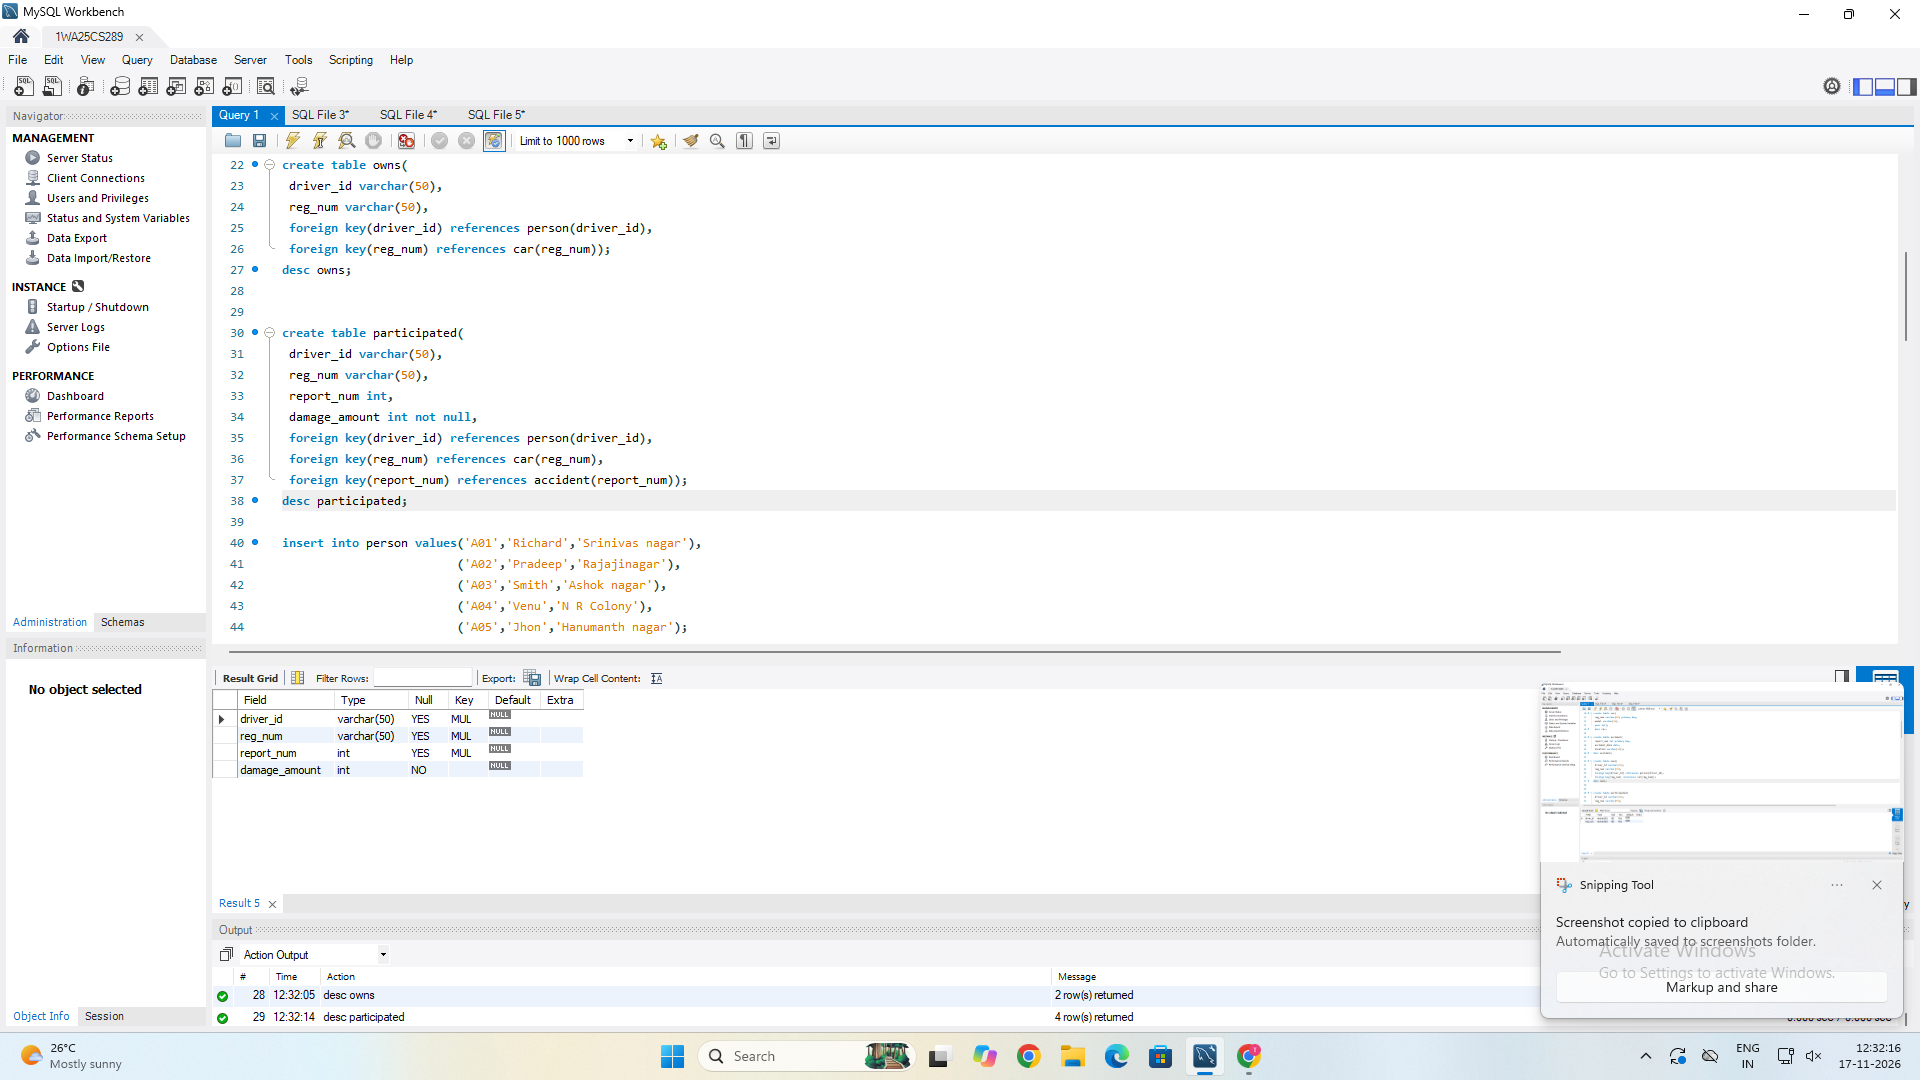 MySQL Workbench
1WA25CS289
File Edit View Query Database Server Tools Scripting Help
Navigator
MANAGEMENT
Server Status
Client Connections
Users and Privileges
Status and System Variables
Data Export
Data Import/Restore
INSTANCE
Startup / Shutdown
Server Logs
Options File
PERFORMANCE
Dashboard
Performance Reports
Performance Schema Setup
Administration Schemas
Information
No object selected
Object Info Session
Query 1 SQL File 3* SQL File 4* SQL File 5*
Limit to 1000 rows
22 create table owns(
23 driver_id varchar(50),
24 reg_num varchar(50),
25 foreign key(driver_id) references person(driver_id),
26 foreign key(reg_num) references car(reg_num));
27 desc owns;
28
29
30 create table participated(
31 driver_id varchar(50),
32 reg_num varchar(50),
33 report_num int,
34 damage_amount int not null,
35 foreign key(driver_id) references person(driver_id),
36 foreign key(reg_num) references car(reg_num),
37 foreign key(report_num) references accident(report_num));
38 desc participated;
39
40 insert into person values('A01','Richard','Srinivas nagar'),
41 ('A02','Pradeep','Rajajinagar'),
42 ('A03','Smith','Ashok nagar'),
43 ('A04','Venu','N R Colony'),
44 ('A05','Jhon','Hanumanth nagar');
Result Grid Filter Rows: Export: Wrap Cell Content:
Field Type Null Key Default Extra
driver_id varchar(50) YES MUL NULL
reg_num varchar(50) YES MUL NULL
report_num int YES MUL NULL
damage_amount int NO NULL
Result 5
Output
Action Output
# Time Action Message
28 12:32:05 desc owns 2 row(s) returned
29 12:32:14 desc participated 4 row(s) returned
Snipping Tool
Screenshot copied to clipboard
Automatically saved to screenshots folder.
Activate Windows
Go to Settings to activate Windows.
Markup and share
26°C
Mostly sunny
Search
ENG
IN
12:32:16
17-11-2026